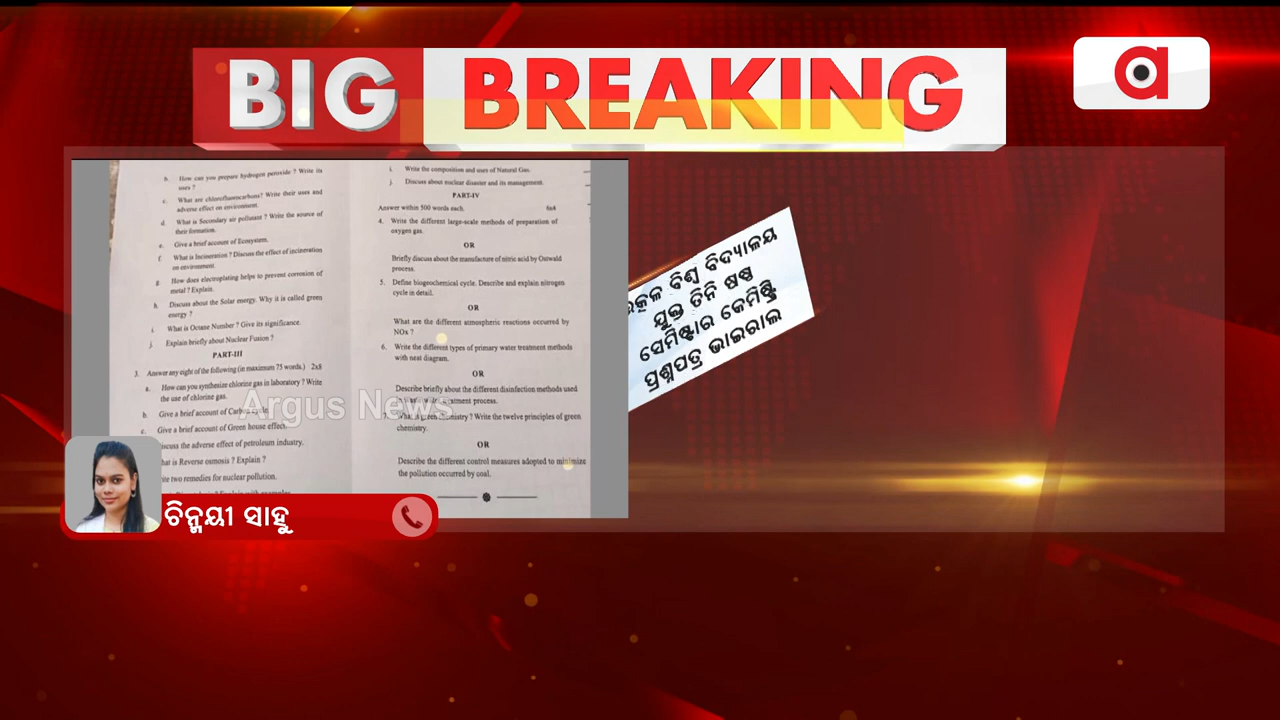 BIG BREAKING
b. How can you prepare hydrogen peroxide ? Write its
uses ?
c. What are chlorofluorocarbons? Write their uses and
adverse effect on environment.
d. What is Secondary air pollutant ? Write the source of
their formation.
e. Give a brief account of Ecosystem.
f. What is Incineration ? Discuss the effect of incineration
on environment.
g. How does electroplating helps to prevent corrosion of
metal ? Explain.
h. Discuss about the Solar energy. Why it is called green
energy ?
i. What is Octane Number ? Give its significance.
j. Explain briefly about Nuclear Fusion ?
PART-III
3. Answer any eight of the following (in maximum 75 words.) 2x8
a. How can you synthesize chlorine gas in laboratory ? Write
the use of chlorine gas.
b. Give a brief account of Carbon cycle.
c. Give a brief account of Green house effect.
iscuss the adverse effect of petroleum industry.
hat is Reverse osmosis ? Explain ?
ite two remedies for nuclear pollution.
i. Write the composition and uses of Natural Gas.
j. Discuss about nuclear disaster and its management.
PART-IV
Answer within 500 words each. 6x4
4. Write the different large-scale methods of preparation of
oxygen gas.
OR
Briefly discuss about the manufacture of nitric acid by Ostwald
process.
5. Define biogeochemical cycle. Describe and explain nitrogen
cycle in detail.
OR
What are the different atmospheric reactions occurred by
NOx ?
6. Write the different types of primary water treatment methods
with neat diagram.
OR
Describe briefly about the different disinfection methods used
treatment process.
What is green chemistry ? Write the twelve principles of green
chemistry.
OR
Describe the different control measures adopted to minimize
the pollution occurred by coal.
Argus News
ଉତ୍କଳ ବିଶ୍ୱ ବିଦ୍ୟାଳୟ
ଯୁକ୍ତ ତିନି ଷଷ୍ଠ
ସେମିଷ୍ଟାର କେମିଷ୍ଟ୍ରି
ପ୍ରଶ୍ନପତ୍ର ଭାଇରାଲ
ଚିନ୍ମୟୀ ସାହୁ